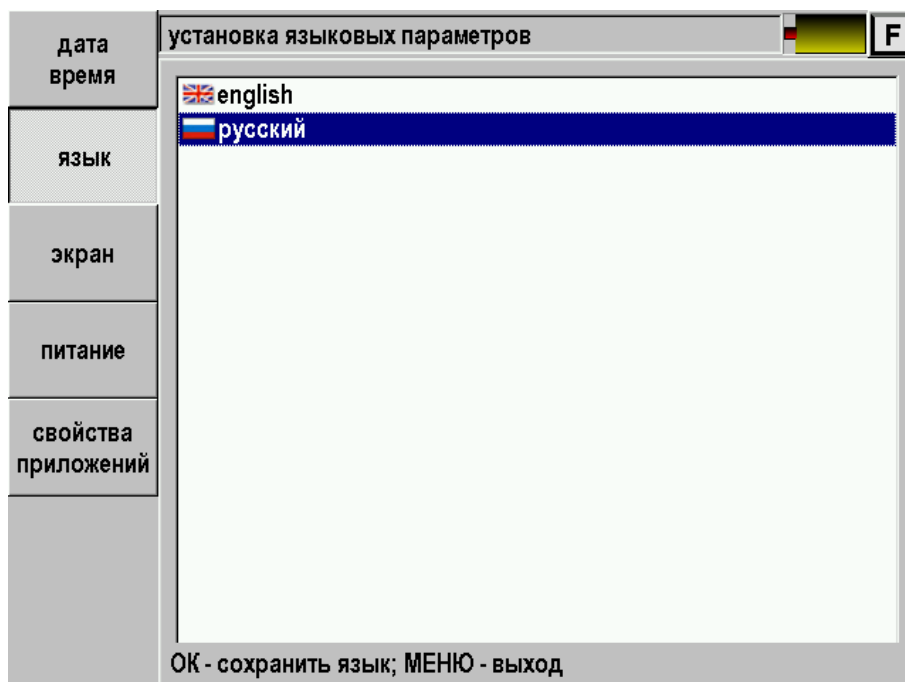 дата
время
язык
экран
питание
свойства
приложений
установка языковых параметров
F
english
русский
ОК - сохранить язык; МЕНЮ - выход